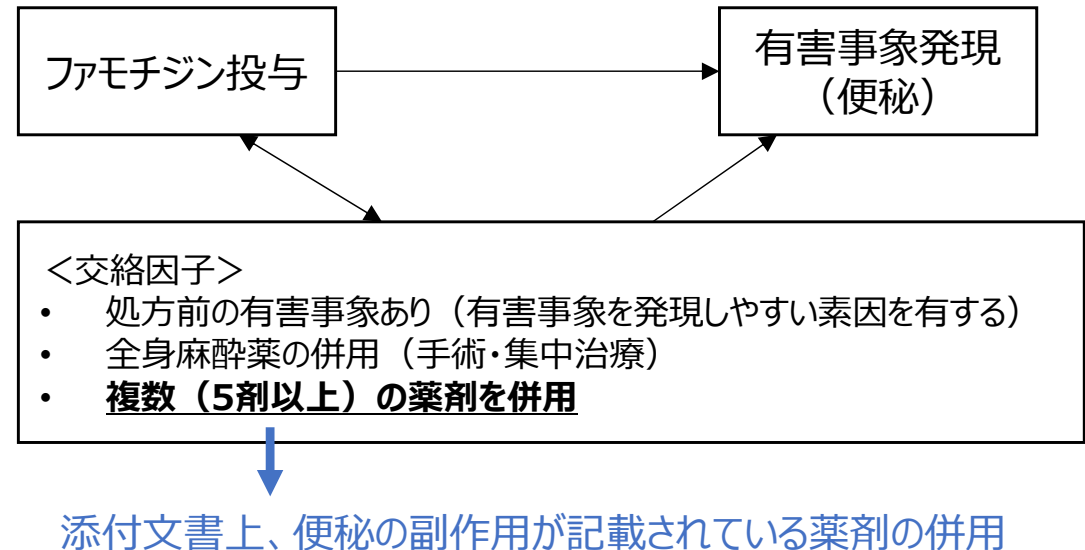 ファモチジン投与
有害事象発現
（便秘）
＜交絡因子＞
• 処方前の有害事象あり（有害事象を発現しやすい素因を有する）
• 全身麻酔薬の併用（手術・集中治療）
• 複数（5剤以上）の薬剤を併用
添付文書上、便秘の副作用が記載されている薬剤の併用